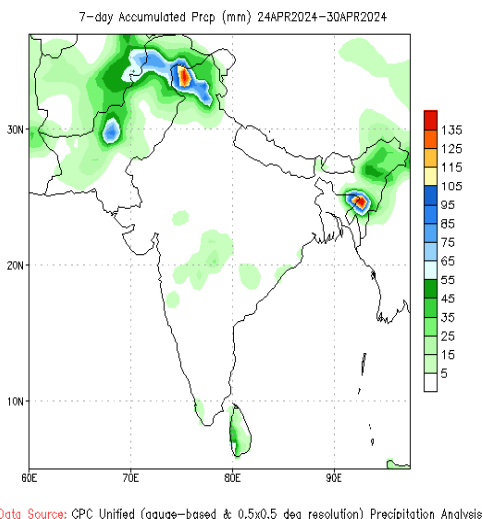 7-day Accumulated Prcp (mm) 24APR2024-30APR2024
135
125
115
105
95
85
75
65
55
45
35
25
15
5
30N
20N
10N
60E 70E 80E 90E
Data Source: CPC Unified (gauge-based & 0.5x0.5 deg resolution) Precipitation Analysis